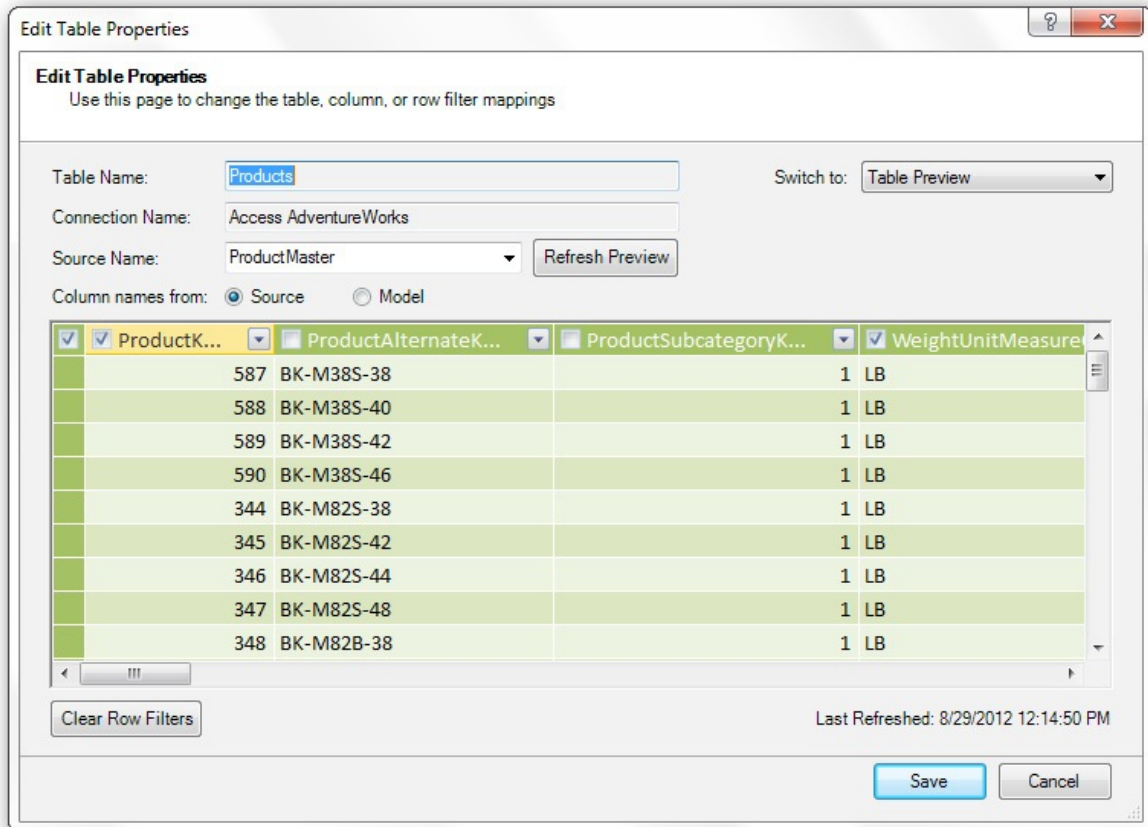 Edit Table Properties
Edit Table Properties
Use this page to change the table, column, or row filter mappings
Table Name: Products Switch to: Table Preview
Connection Name: Access AdventureWorks
Source Name: ProductMaster Refresh Preview
Column names from: Source Model
ProductK... ProductAlternateK... ProductSubcategoryK... WeightUnitMeasure
587 BK-M38S-38 1 LB
588 BK-M38S-40 1 LB
589 BK-M38S-42 1 LB
590 BK-M38S-46 1 LB
344 BK-M82S-38 1 LB
345 BK-M82S-42 1 LB
346 BK-M82S-44 1 LB
347 BK-M82S-48 1 LB
348 BK-M82B-38 1 LB
Clear Row Filters Last Refreshed: 8/29/2012 12:14:50 PM
Save Cancel